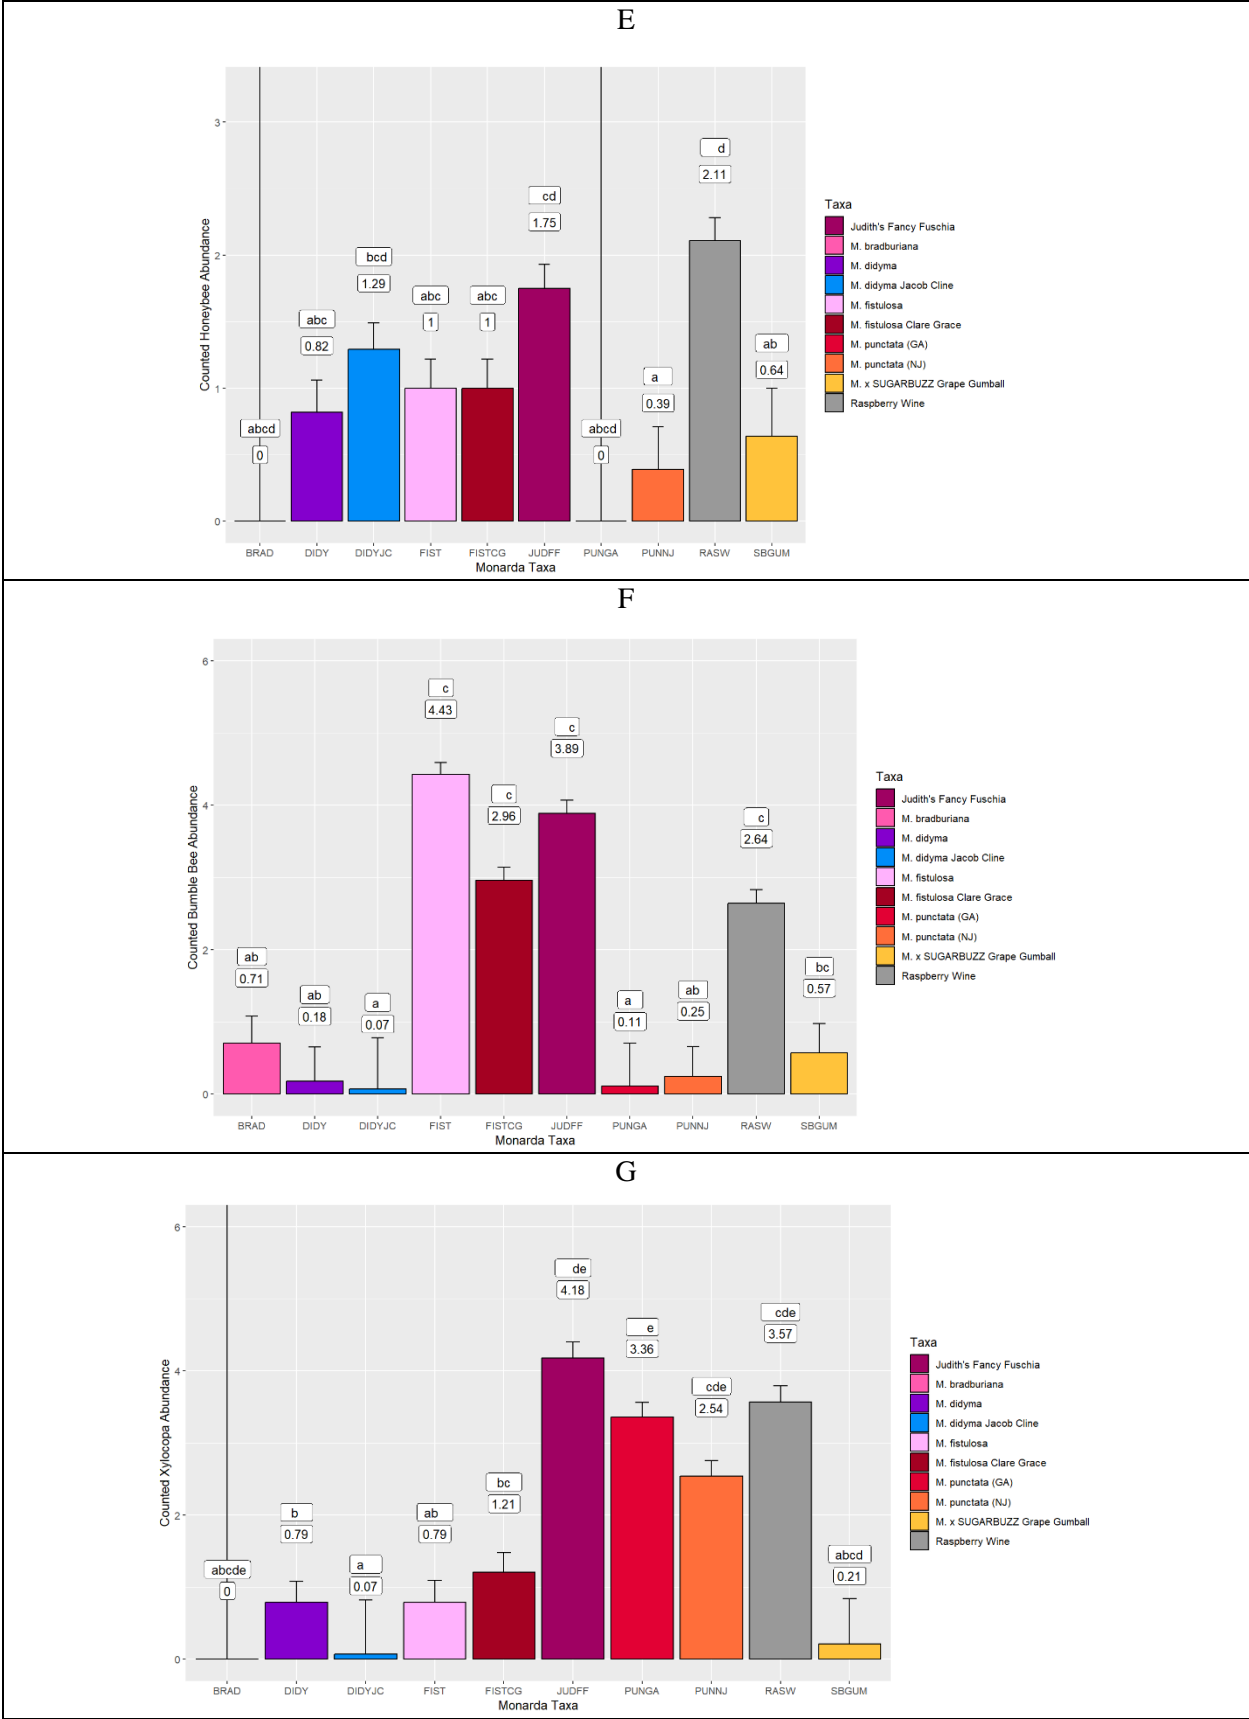 E
Counted Honeybee Abundance
3
2
1
0
abcd
0
abc
0.82
bcd
1.29
abc
1
abc
1
cd
1.75
abcd
0
a
0.39
d
2.11
ab
0.64
BRAD DIDY DIDYJC FIST FISTCG JUDFF PUNGA PUNNJ RASW SBGUM
Monarda Taxa
Taxa
Judith's Fancy Fuschia
M. bradburiana
M. didyma
M. didyma Jacob Cline
M. fistulosa
M. fistulosa Clare Grace
M. punctata (GA)
M. punctata (NJ)
M. x SUGARBUZZ Grape Gumball
Raspberry Wine
F
Counted Bumble Bee Abundance
6
4
2
0
ab
0.71
ab
0.18
a
0.07
c
4.43
c
2.96
c
3.89
a
0.11
ab
0.25
c
2.64
bc
0.57
BRAD DIDY DIDYJC FIST FISTCG JUDFF PUNGA PUNNJ RASW SBGUM
Monarda Taxa
Taxa
Judith's Fancy Fuschia
M. bradburiana
M. didyma
M. didyma Jacob Cline
M. fistulosa
M. fistulosa Clare Grace
M. punctata (GA)
M. punctata (NJ)
M. x SUGARBUZZ Grape Gumball
Raspberry Wine
G
Counted Xylocopa Abundance
6
4
2
0
abcde
0
b
0.79
a
0.07
ab
0.79
bc
1.21
de
4.18
e
3.36
cde
2.54
cde
3.57
abcd
0.21
BRAD DIDY DIDYJC FIST FISTCG JUDFF PUNGA PUNNJ RASW SBGUM
Monarda Taxa
Taxa
Judith's Fancy Fuschia
M. bradburiana
M. didyma
M. didyma Jacob Cline
M. fistulosa
M. fistulosa Clare Grace
M. punctata (GA)
M. punctata (NJ)
M. x SUGARBUZZ Grape Gumball
Raspberry Wine